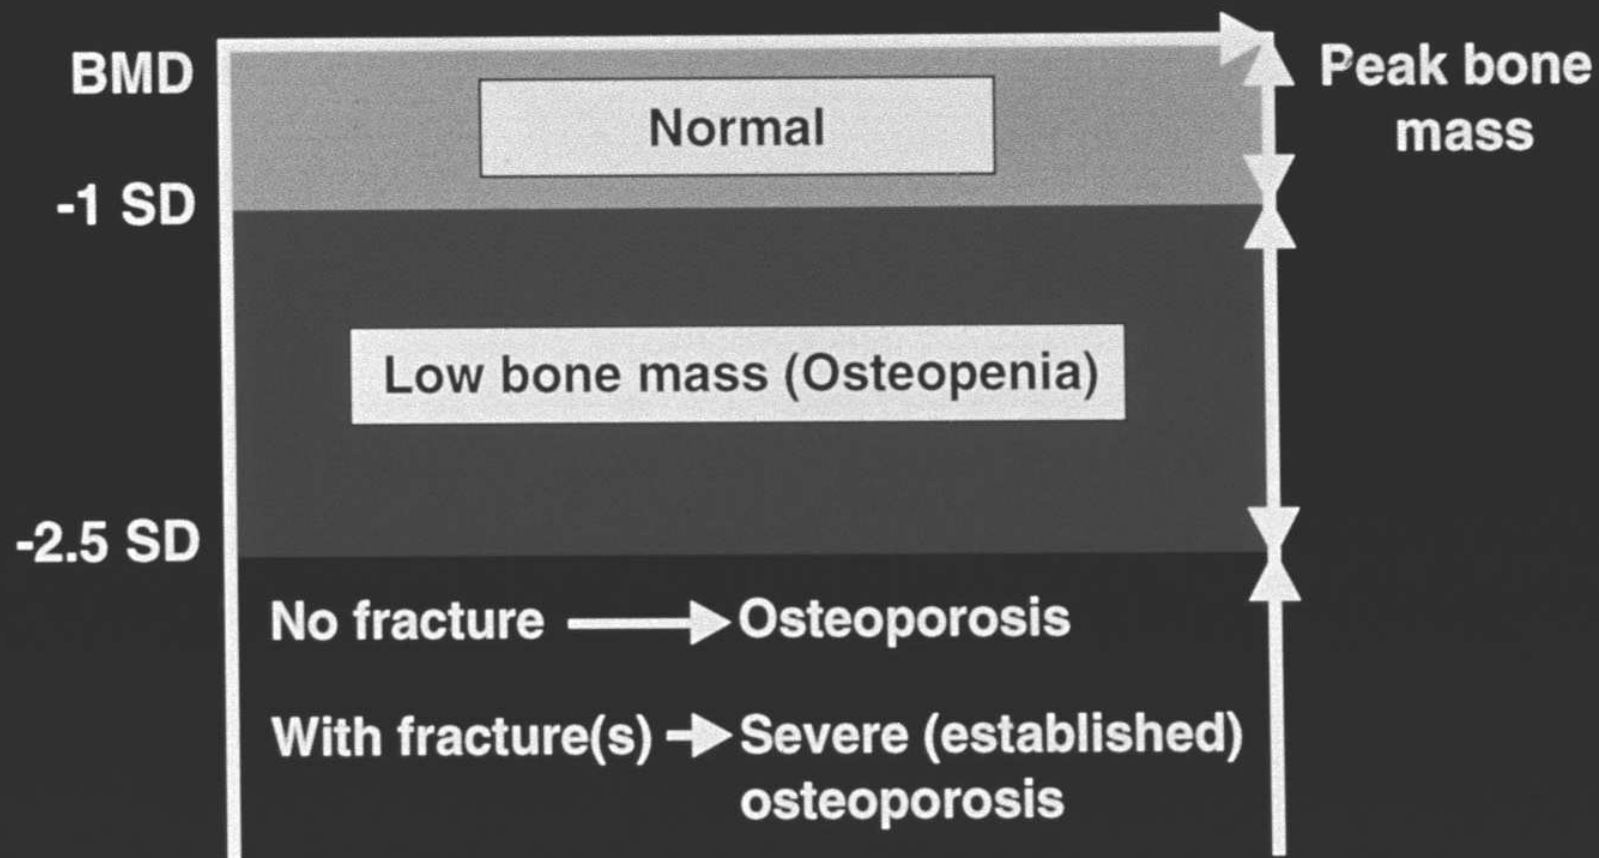 BMD
Peak bone
mass
Normal
-1 SD
Low bone mass (Osteopenia)
-2.5 SD
No fracture Osteoporosis
With fracture(s) Severe (established)
osteoporosis